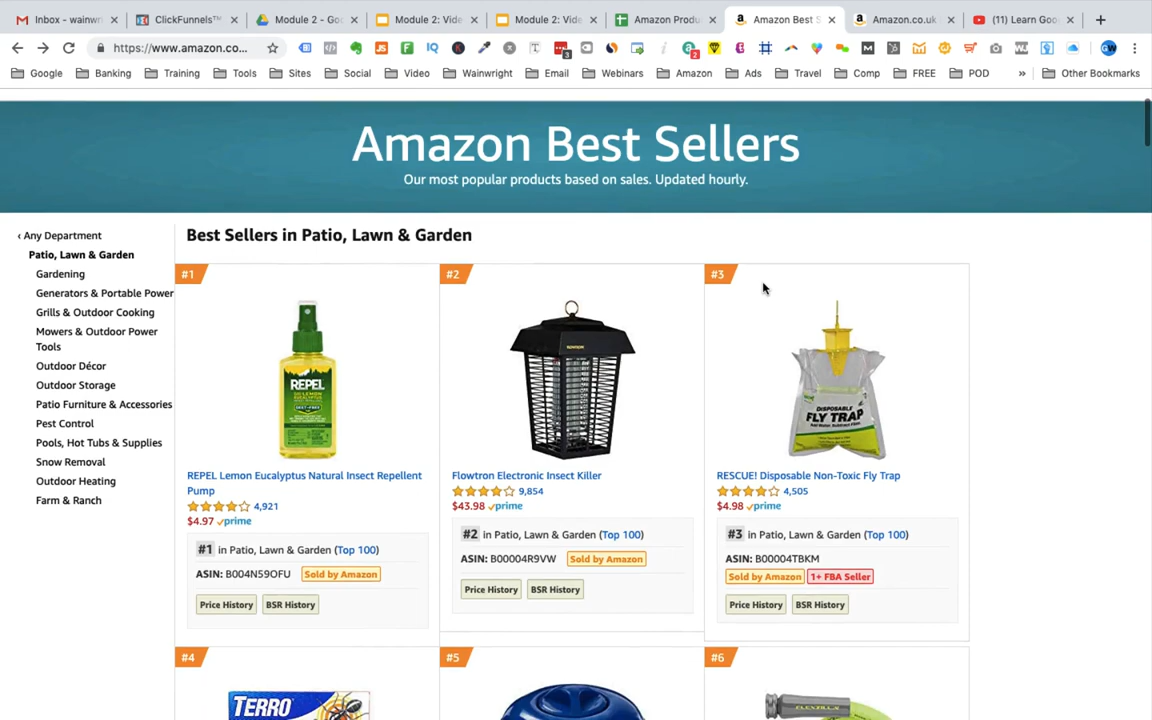 Inbox - wainwri
ClickFunnels™
Module 2 - Goo
Module 2: Vide
Module 2: Vide
Amazon Produ
Amazon Best S
Amazon.co.uk
(11) Learn Goo
https://www.amazon.co...
Google
Banking
Training
Tools
Sites
Social
Video
Wainwright
Email
Webinars
Amazon
Ads
Travel
Comp
FREE
POD
»
Other Bookmarks
Amazon Best Sellers
Our most popular products based on sales. Updated hourly.
‹ Any Department
Patio, Lawn & Garden
Gardening
Generators & Portable Power
Grills & Outdoor Cooking
Mowers & Outdoor Power
Tools
Outdoor Décor
Outdoor Storage
Patio Furniture & Accessories
Pest Control
Pools, Hot Tubs & Supplies
Snow Removal
Outdoor Heating
Farm & Ranch
Best Sellers in Patio, Lawn & Garden
#1
REPEL
REPEL Lemon Eucalyptus Natural Insect Repellent
Pump
4,921
$4.97 prime
#1 in Patio, Lawn & Garden (Top 100)
ASIN: B004N59OFU Sold by Amazon
Price History BSR History
#2
Flowtron Electronic Insect Killer
9,854
$43.98 prime
#2 in Patio, Lawn & Garden (Top 100)
ASIN: B00004R9VW Sold by Amazon
Price History BSR History
#3
DISPOSABLE
FLY TRAP
RESCUE! Disposable Non-Toxic Fly Trap
4,505
$4.98 prime
#3 in Patio, Lawn & Garden (Top 100)
ASIN: B00004TBKM
Sold by Amazon 1+ FBA Seller
Price History BSR History
#4
TERRO
#5
#6
FLEXZILLA